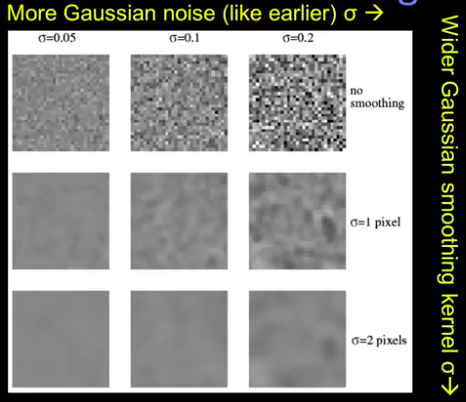 More Gaussian noise (like earlier) σ →
σ=0.05 σ=0.1 σ=0.2
no
smoothing
σ=1 pixel
σ=2 pixels
Wider Gaussian smoothing kernel σ→